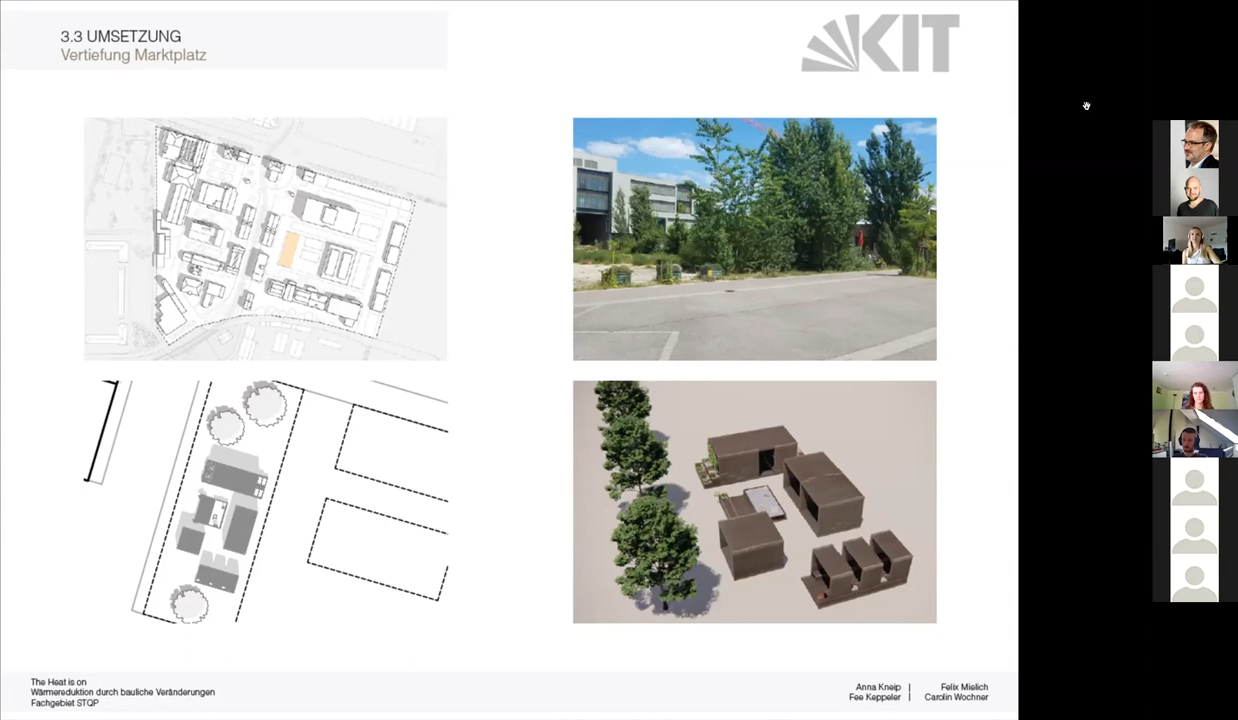 3.3 UMSETZUNG
Vertiefung Marktplatz
KIT
The Heat is on
Wärmereduktion durch bauliche Veränderungen
Fachgebiet STQP
Anna Kneip | Felix Mielich
Fee Keppeler | Carolin Wochner